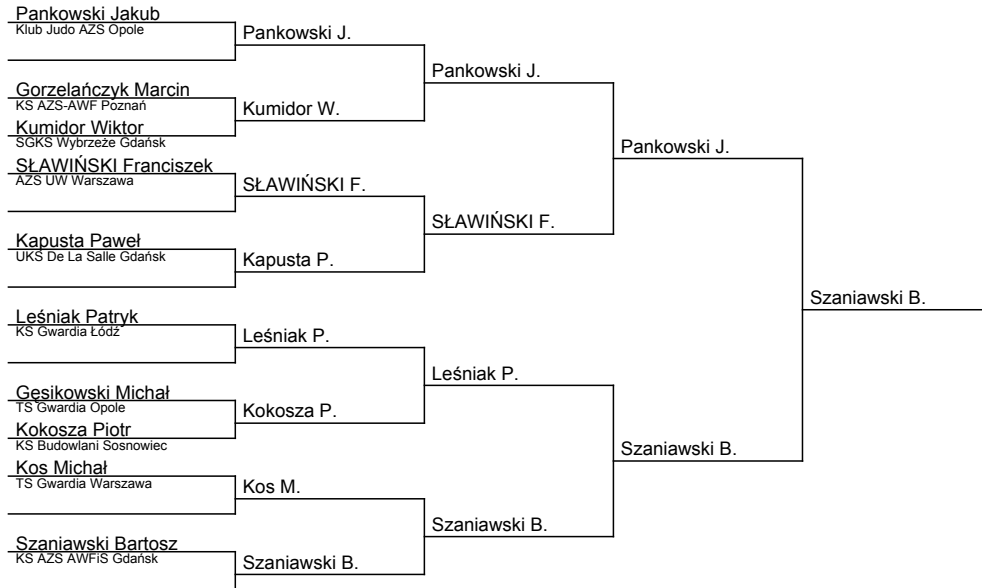 Pankowski Jakub
Klub Judo AZS Opole
Gorzelańczyk Marcin
KS AZS-AWF Poznań
Kumidor Wiktor
SGKS Wybrzeże Gdańsk
SŁAWIŃSKI Franciszek
AZS UW Warszawa
Kapusta Paweł
UKS De La Salle Gdańsk
Leśniak Patryk
KS Gwardia Łódź
Gęsikowski Michał
TS Gwardia Opole
Kokosza Piotr
KS Budowlani Sosnowiec
Kos Michał
TS Gwardia Warszawa
Szaniawski Bartosz
KS AZS AWFiS Gdańsk
Pankowski J.
Kumidor W.
SŁAWIŃSKI F.
Kapusta P.
Leśniak P.
Kokosza P.
Kos M.
Szaniawski B.
Pankowski J.
SŁAWIŃSKI F.
Leśniak P.
Szaniawski B.
Pankowski J.
Szaniawski B.
Szaniawski B.